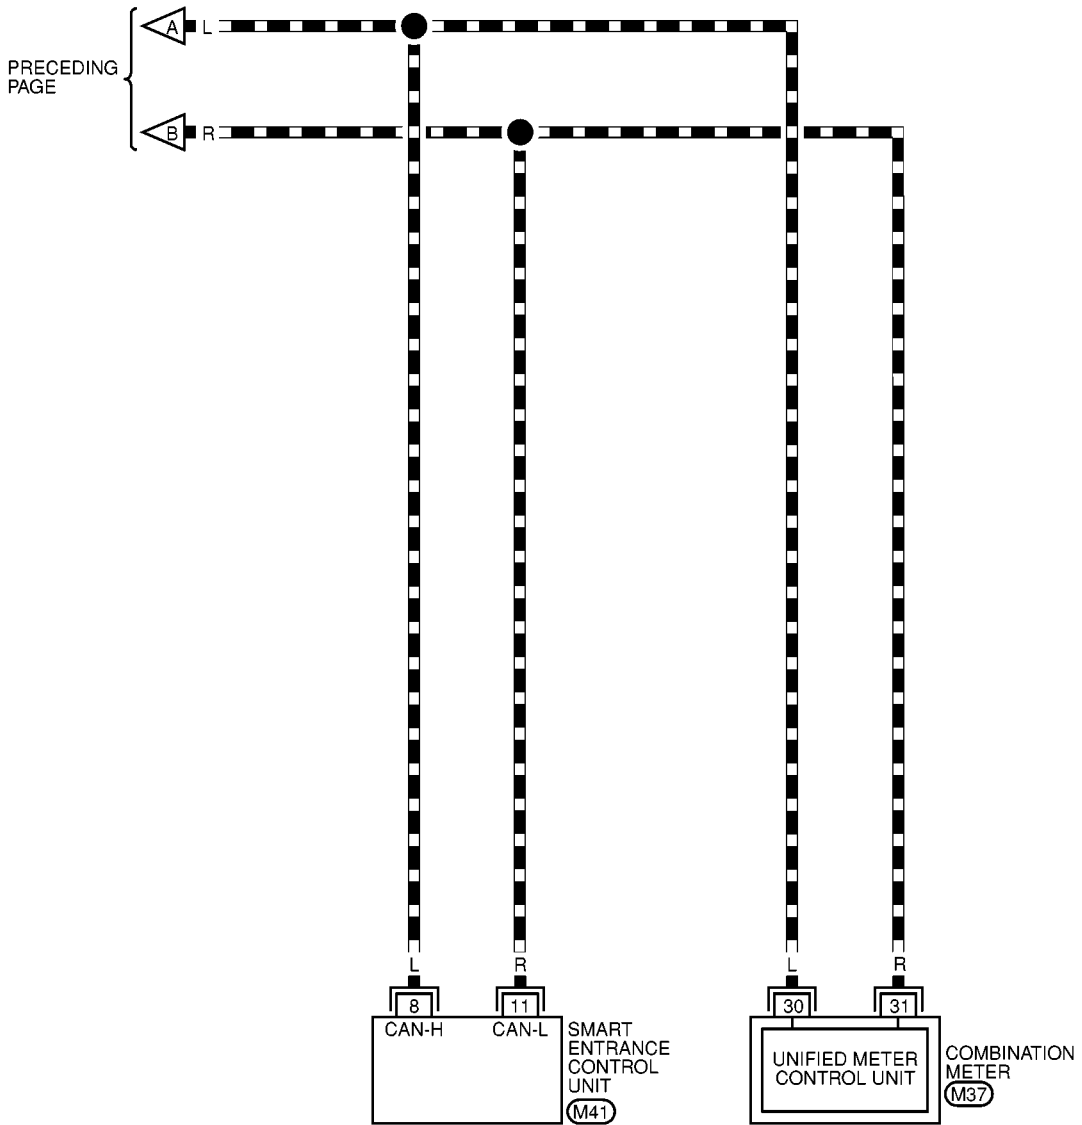 A L
PRECEDING
PAGE
B R
L R L R
8 11 30 31
CAN-H CAN-L
SMART
ENTRANCE
CONTROL
UNIT
M41
UNIFIED METER
CONTROL UNIT
COMBINATION
METER
M37